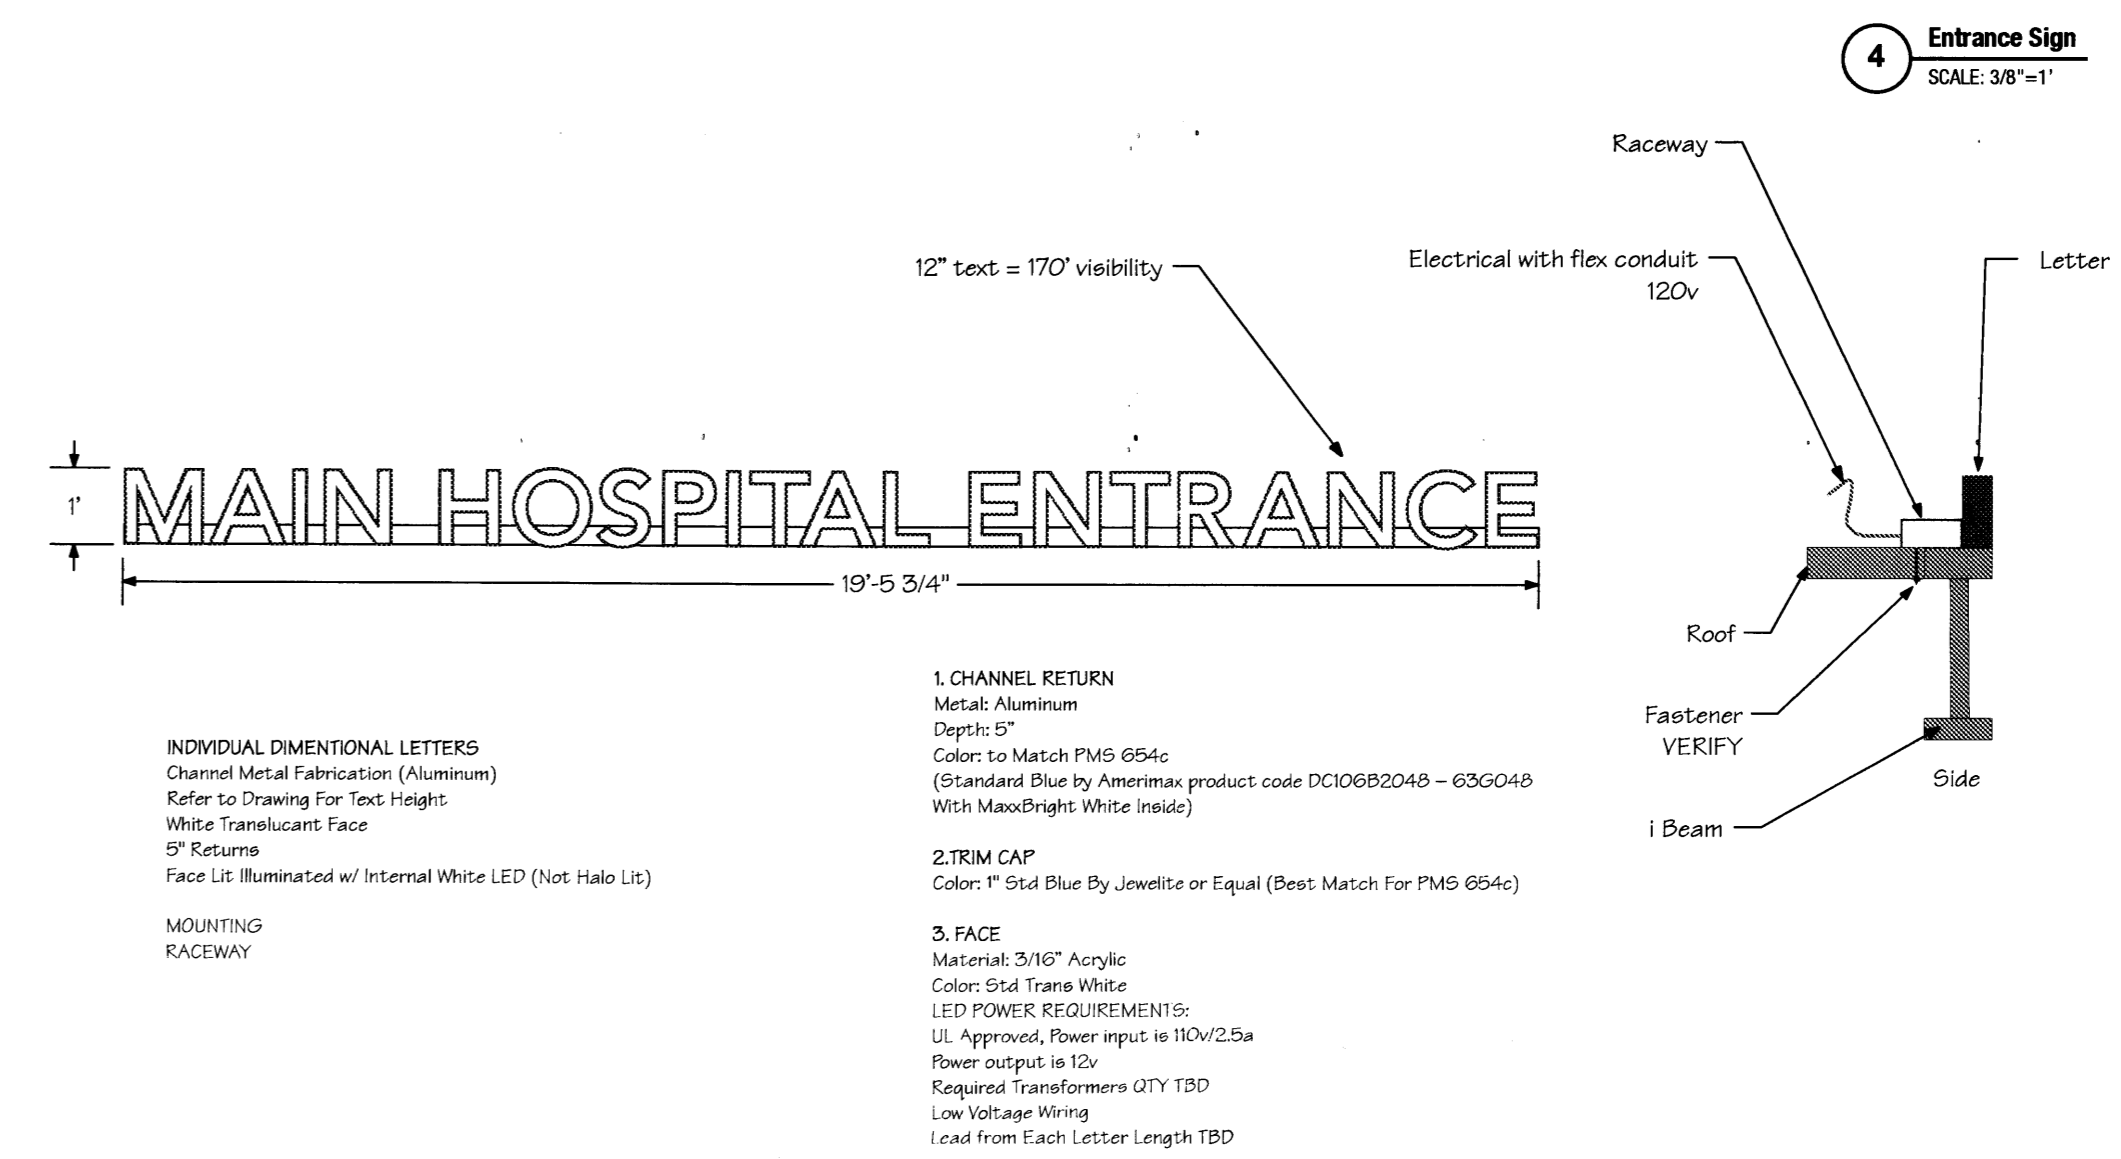 4
Entrance Sign
SCALE: 3/8"=1'
Raceway
Electrical with flex conduit
120v
Letter
12" text = 170' visibility
1'
MAIN HOSPITAL ENTRANCE
19'-5 3/4"
Roof
Fastener
VERIFY
Side
i Beam
INDIVIDUAL DIMENTIONAL LETTERS
Channel Metal Fabrication (Aluminum)
Refer to Drawing For Text Height
White Translucant Face
5" Returns
Face Lit Illuminated w/ Internal White LED (Not Halo Lit)
MOUNTING
RACEWAY
1. CHANNEL RETURN
Metal: Aluminum
Depth: 5"
Color: to Match PMS 654c
(Standard Blue by Amerimax product code DC106B2048 – 63G048
With MaxxBright White Inside)
2.TRIM CAP
Color: 1" Std Blue By Jewelite or Equal (Best Match For PMS 654c)
3. FACE
Material: 3/16" Acrylic
Color: Std Trans White
LED POWER REQUIREMENTS:
UL Approved, Power input is 110v/2.5a
Power output is 12v
Required Transformers QTY TBD
Low Voltage Wiring
Lead from Each Letter Length TBD